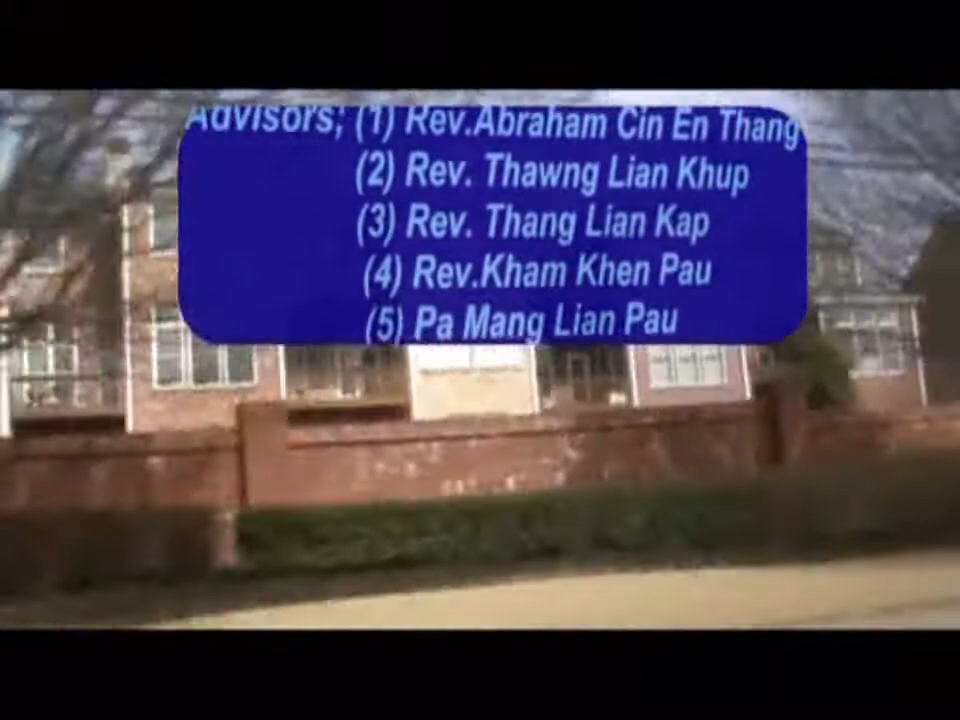 Advisors; (1) Rev.Abraham Cin En Thang
(2) Rev. Thawng Lian Khup
(3) Rev. Thang Lian Kap
(4) Rev.Kham Khen Pau
(5) Pa Mang Lian Pau